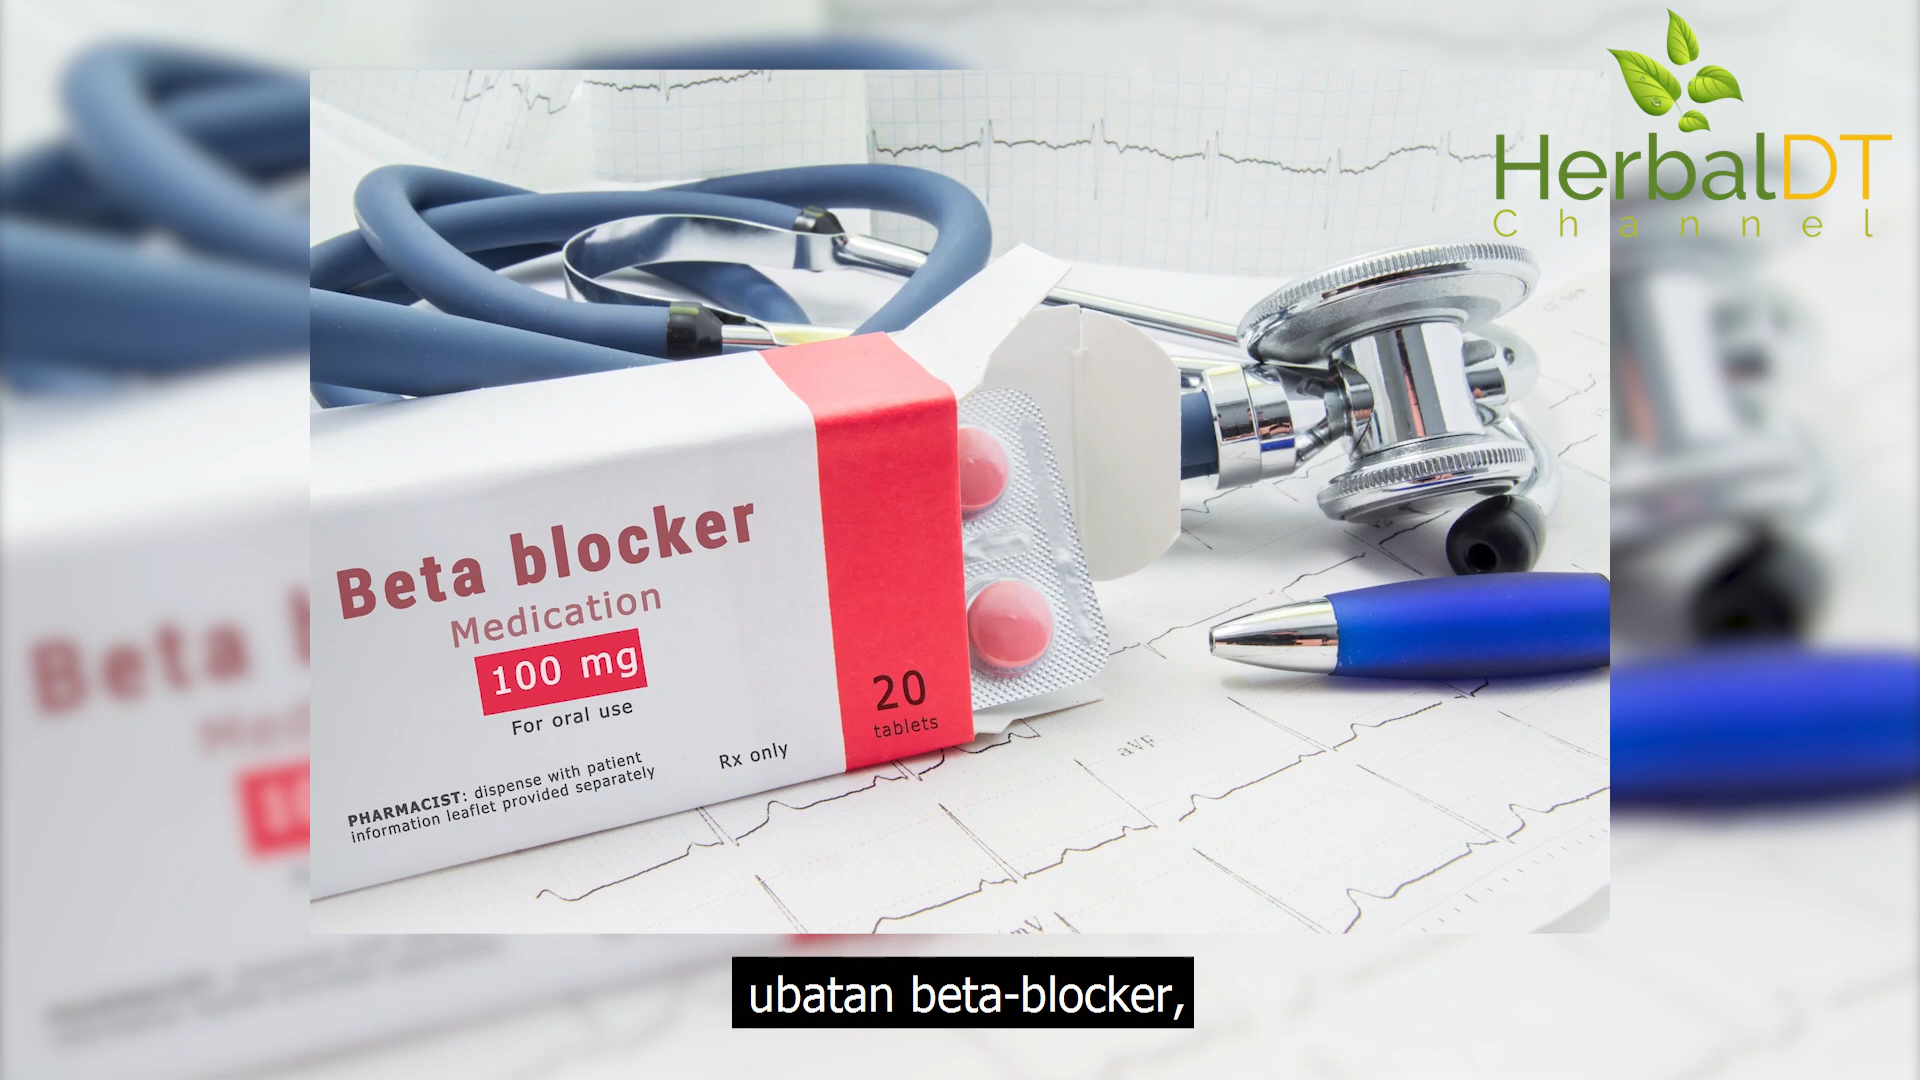 HerbalDT
Channel
Beta blocker
Medication
100 mg
For oral use
PHARMACIST: dispense with patient
information leaflet provided separately
Rx only
20
tablets
aVF
ubatan beta-blocker,